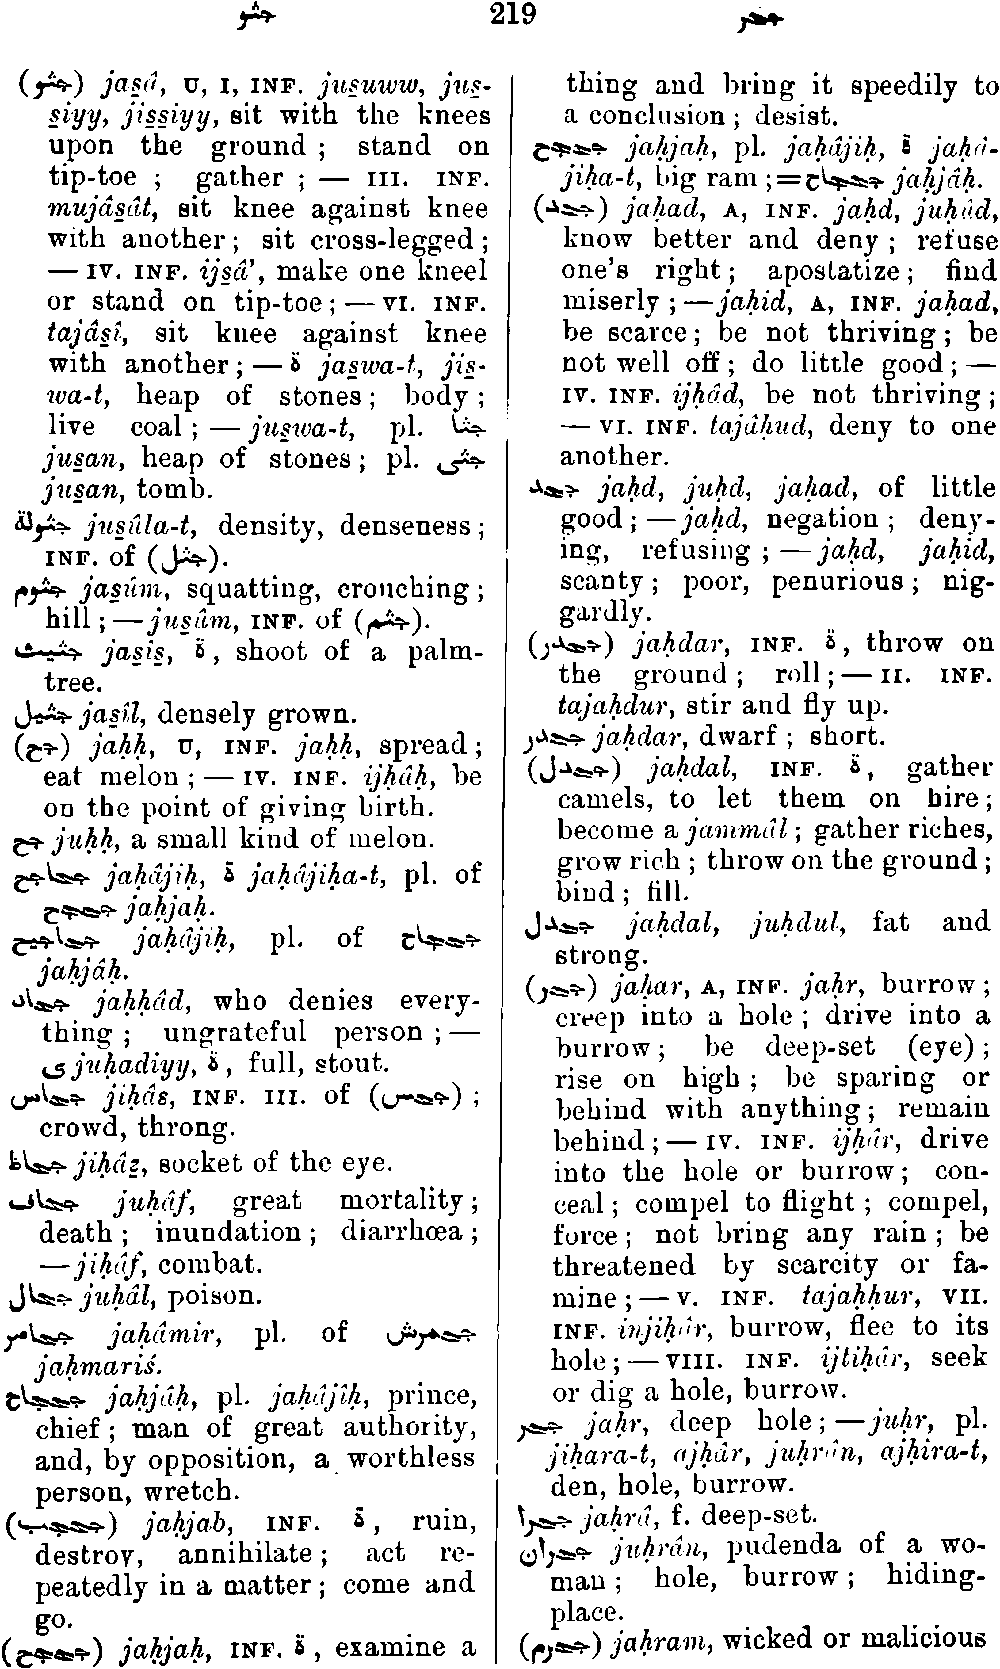 جثو 219 جحر
(جثو) jas̱â, U, I, INF. jus̱uww, jus̱-
s̱iyy, jis̱s̱iyy, sit with the knees
upon the ground ; stand on
tip-toe ; gather ; — III. INF.
mujâs̱ât, sit knee against knee
with another ; sit cross-legged ;
— IV. INF. ijs̱â’, make one kneel
or stand on tip-toe ; — VI. INF.
tajâs̱î, sit knee against knee
with another ; — ة jas̱wa-t, jis̱-
wa-t, heap of stones ; body ;
live coal ; — jus̱wa-t, pl. جثا
jus̱an, heap of stones ; pl. جثى
jus̱an, tomb.
جثولة jus̱ûla-t, density, denseness ;
INF. of (جثل).
جثوم jas̱ûm, squatting, crouching ;
hill ; — jus̱ûm, INF. of (جثم).
جثيث jas̱îs̱, ة, shoot of a palm-
tree.
جثيل jas̱îl, densely grown.
(جح) jaḥḥ, U, INF. jaḥḥ, spread ;
eat melon ; — IV. INF. ijḥâḥ, be
on the point of giving birth.
جح juḥḥ, a small kind of melon.
جحاجح jaḥâjiḥ, ة jaḥâjiḥa-t, pl. of
جحجح jaḥjaḥ.
جحاجيح jaḥâjîḥ, pl. of جحجاح
jaḥjâḥ.
جحاد jaḥḥâd, who denies every-
thing ; ungrateful person ; —
ى juḥadiyy, ة, full, stout.
جحاس jiḥâs, INF. III. of (جحس) ;
crowd, throng.
جحاظ jiḥâẓ, socket of the eye.
جحاف juḥâf, great mortality ;
death ; inundation ; diarrhœa ;
— jiḥâf, combat.
جحال juḥâl, poison.
جحامر jaḥâmir, pl. of جحمرش
jaḥmariś.
جحجاح jaḥjâḥ, pl. jaḥâjîḥ, prince,
chief ; man of great authority,
and, by opposition, a worthless
person, wretch.
(جحجب) jaḥjab, INF. ة, ruin,
destroy, annihilate ; act re-
peatedly in a matter ; come and
go.
(جحجح) jaḥjaḥ, INF. ة, examine a
thing and bring it speedily to
a conclusion ; desist.
جحجح jaḥjaḥ, pl. jaḥâjiḥ, ة jaḥâ-
jiḥa-t, big ram ; = جحجاح jaḥjâḥ.
(جحد) jaḥad, A, INF. jaḥd, juḥûd,
know better and deny ; refuse
one's right ; apostatize ; find
miserly ; — jaḥid, A, INF. jaḥad,
be scarce ; be not thriving ; be
not well off ; do little good ; —
IV. INF. ijḥâd, be not thriving ;
— VI. INF. tajâḥud, deny to one
another.
جحد jaḥd, juḥd, jaḥad, of little
good ; — jaḥd, negation ; deny-
ing, refusing ; — jaḥd, jaḥid,
scanty ; poor, penurious ; nig-
gardly.
(جحدر) jaḥdar, INF. ة, throw on
the ground ; roll ; — II. INF.
tajaḥdur, stir and fly up.
جحدر jaḥdar, dwarf ; short.
(جحدل) jaḥdal, INF. ة, gather
camels, to let them on hire ;
become a jammâl ; gather riches,
grow rich ; throw on the ground ;
bind ; fill.
جحدل jaḥdal, juḥdul, fat and
strong.
(جحر) jaḥar, A, INF. jaḥr, burrow ;
creep into a hole ; drive into a
burrow ; be deep-set (eye) ;
rise on high ; be sparing or
behind with anything ; remain
behind ; — IV. INF. ijḥâr, drive
into the hole or burrow ; con-
ceal ; compel to flight ; compel,
force ; not bring any rain ; be
threatened by scarcity or fa-
mine ; — V. INF. tajaḥḥur, VII.
INF. injiḥâr, burrow, flee to its
hole ; — VIII. INF. ijtiḥâr, seek
or dig a hole, burrow.
جحر jaḥr, deep hole ; — juḥr, pl.
jiḥara-t, ajḥâr, juḥrân, ajḥira-t,
den, hole, burrow.
جحرا jaḥrâ, f. deep-set.
جحران juḥrân, pudenda of a wo-
man ; hole, burrow ; hiding-
place.
(جحرم) jaḥram, wicked or malicious